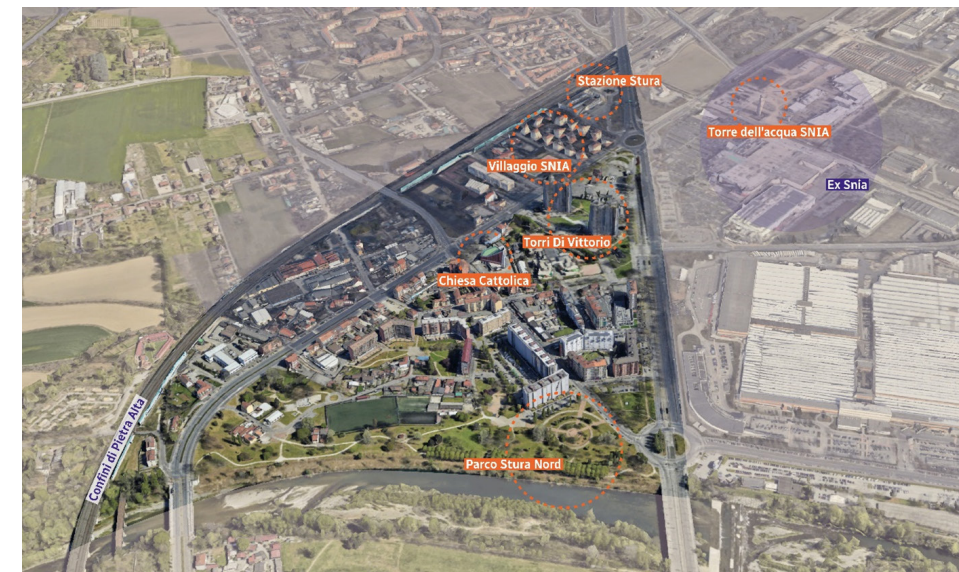 Stazione Stura
Torre dell'acqua SNIA
Villaggio SNIA
Ex Snia
Torri Di Vittorio
Chiesa Cattolica
Confini di Pietra Alta
Parco Stura Nord